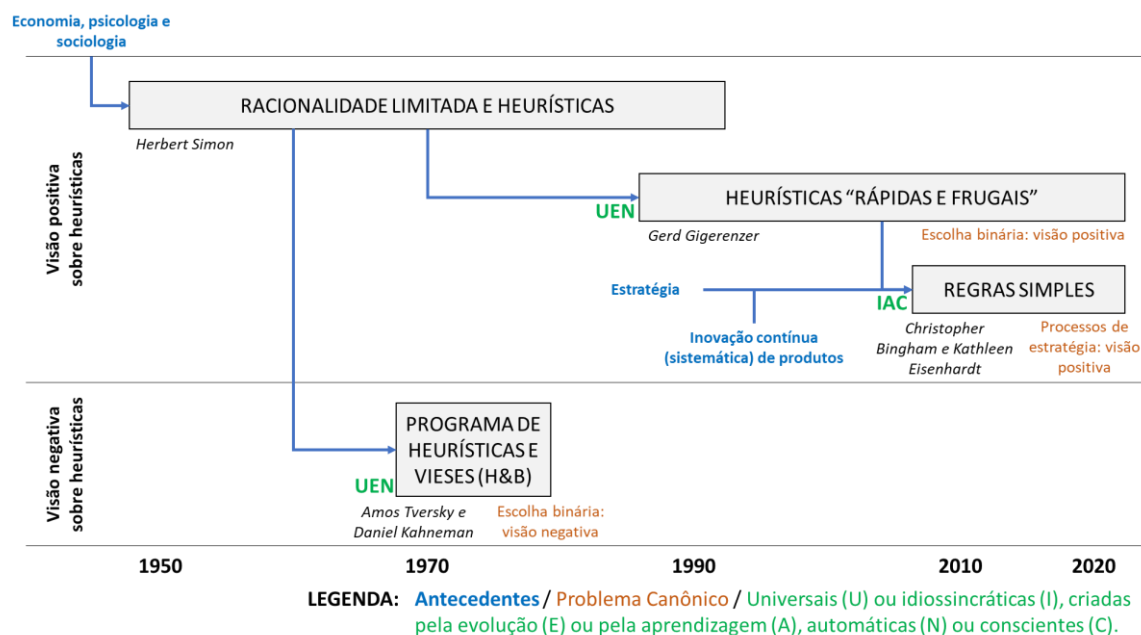 Economia, psicologia e
sociologia
Visão positiva
sobre heurísticas
RACIONALIDADE LIMITADA E HEURÍSTICAS
Herbert Simon
UEN
HEURÍSTICAS “RÁPIDAS E FRUGAIS”
Gerd Gigerenzer
Escolha binária: visão positiva
Estratégia
Inovação contínua
(sistemática) de produtos
IAC
REGRAS SIMPLES
Christopher
Bingham e Kathleen
Eisenhardt
Processos de
estratégia: visão
positiva
Visão negativa
sobre heurísticas
PROGRAMA DE
HEURÍSTICAS E
VIESES (H&B)
UEN
Amos Tversky e
Daniel Kahneman
Escolha binária:
visão negativa
1950 1970 1990 2010 2020
LEGENDA: Antecedentes / Problema Canônico / Universais (U) ou idiossincráticas (I), criadas
pela evolução (E) ou pela aprendizagem (A), automáticas (N) ou conscientes (C).